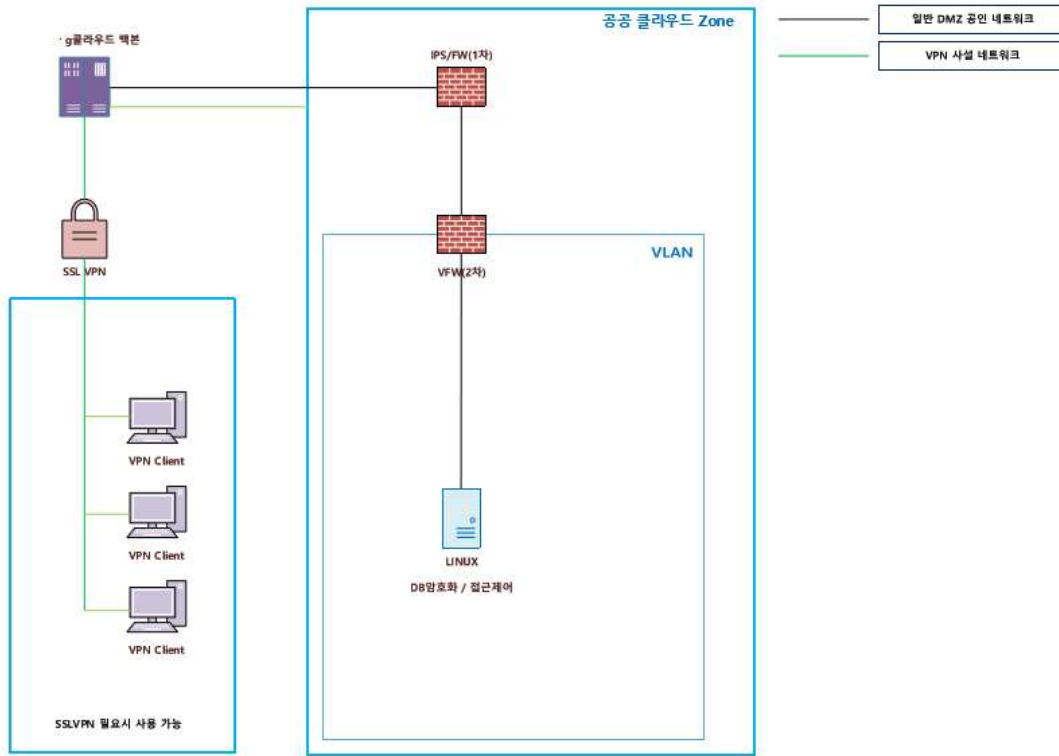 공공 클라우드 Zone
일반 DMZ 공인 네트워크
VPN 사설 네트워크
· g클라우드 백본
IPS/FW(1차)
SSL VPN
VFW(2차)
VLAN
VPN Client
VPN Client
VPN Client
LINUX
DB암호화 / 접근제어
SSLVPN 필요시 사용 가능